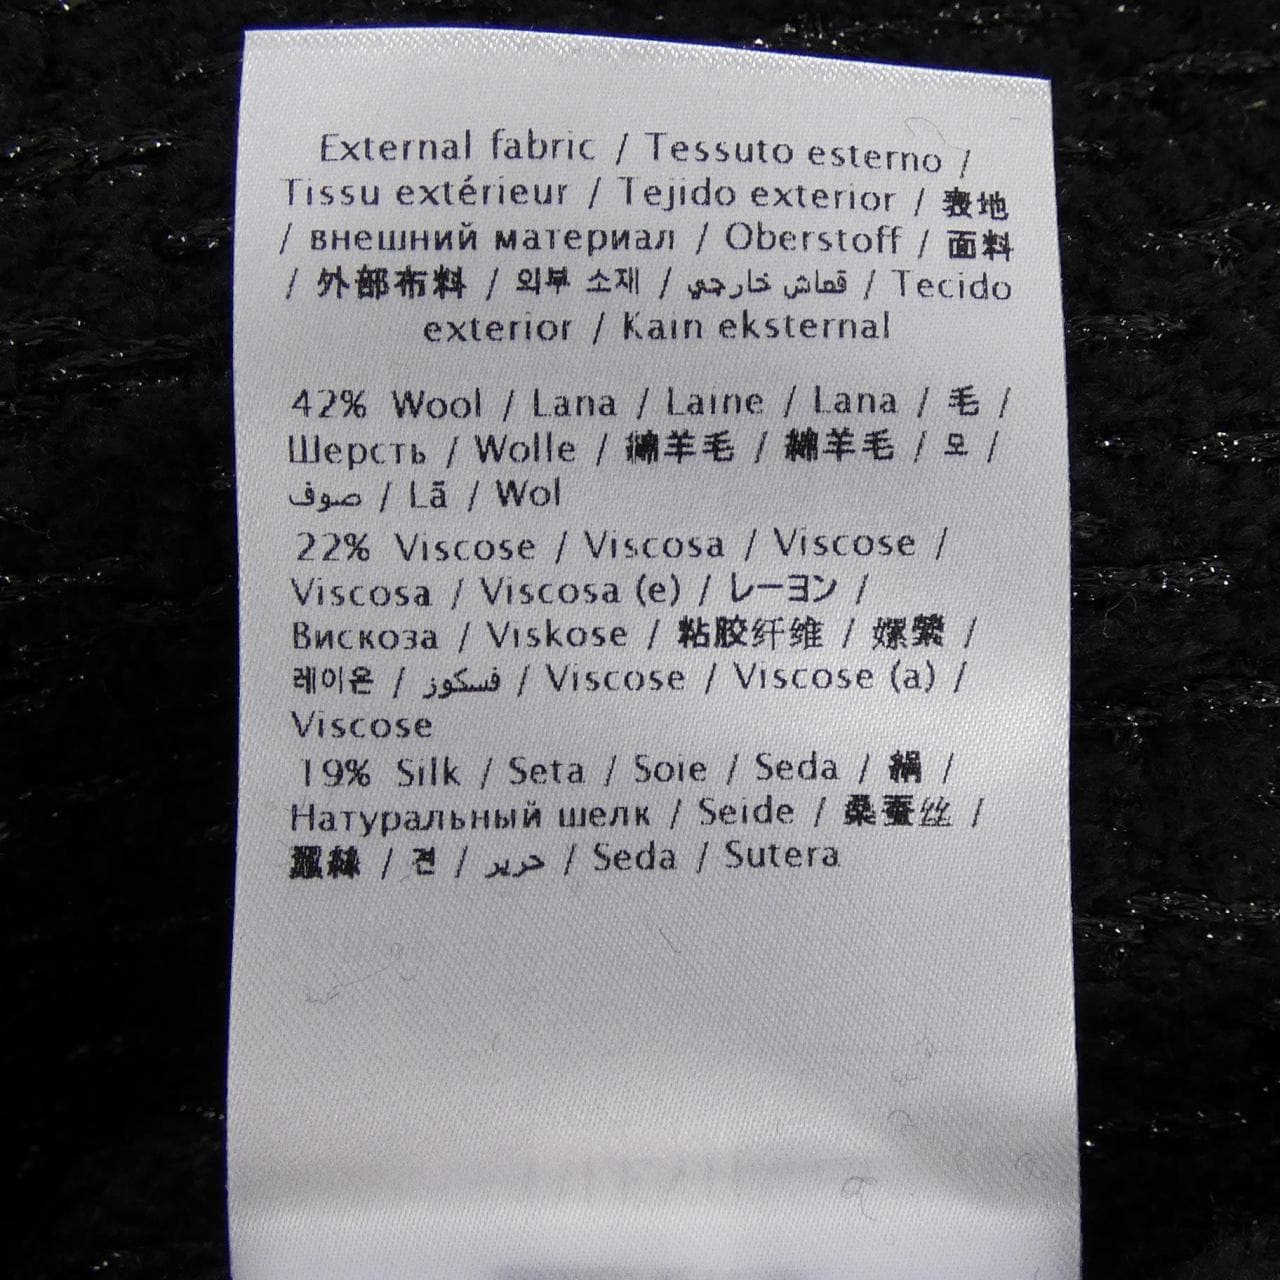 External fabric / Tessuto esterno /
Tissu extérieur / Tejido exterior / 表地
/ внешний материал / Oberstoff / 面料
/ 外部布料 / 외부 소재 / قماش خارجي / Tecido
exterior / Kain eksternal
42% Wool / Lana / Laine / Lana / 毛 /
Шерсть / Wolle / 綿羊毛 / 綿羊毛 / 모 /
صوف / Lã / Wol
22% Viscose / Viscosa / Viscose /
Viscosa / Viscosa (e) / レーヨン /
Вискоза / Viskose / 粘胶纤维 / 嫘縈 /
레이온 / فسكوز / Viscose / Viscose (a) /
Viscose
19% Silk / Seta / Soie / Seda / 絹 /
Натуральный шелк / Seide / 桑蚕丝 /
蠶絲 / 견 / حرير / Seda / Sutera